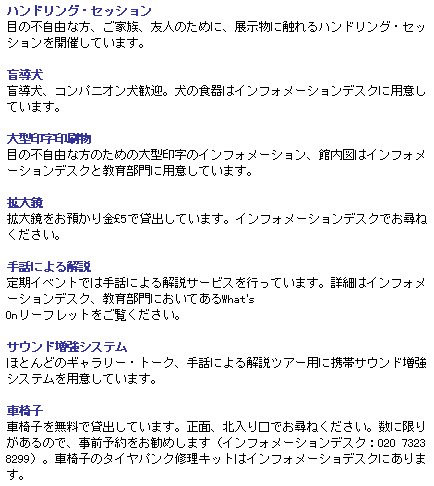 ハンドリング・セッション
目の不自由な方、ご家族、友人のために、展示物に触れるハンドリング・セッ
ションを開催しています。
盲導犬
盲導犬、コンパニオン犬歓迎。犬の食器はインフォメーションデスクに用意し
ています。
大型印字印刷物
目の不自由な方のための大型印字のインフォメーション、館内図はインフォメ
ーションデスクと教育部門に用意しています。
拡大鏡
拡大鏡をお預かり金£5で貸出しています。インフォメーションデスクでお尋ね
ください。
手話による解説
定期イベントでは手話による解説サービスを行っています。詳細はインフォメ
ーションデスク、教育部門においてあるWhat's
Onリーフレットをご覧ください。
サウンド増強システム
ほとんどのギャラリー・トーク、手話による解説ツアー用に携帯サウンド増強
システムを用意しています。
車椅子
車椅子を無料で貸出しています。正面、北入り口でお尋ねください。数に限り
があるので、事前予約をお勧めします（インフォメーションデスク：020 7323
8299）。車椅子のタイヤパンク修理キットはインフォメーショデスクにありま
す。